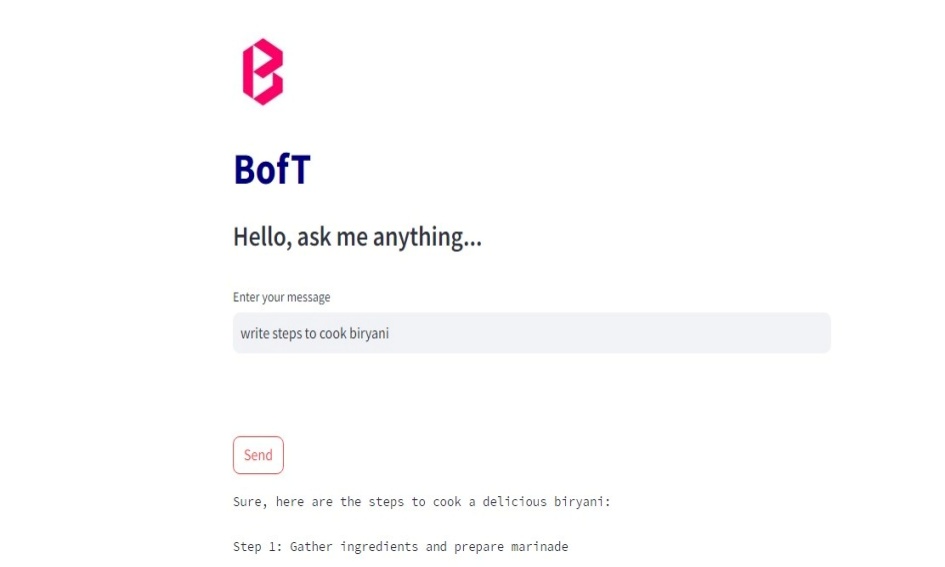 BofT
Hello, ask me anything...
Enter your message
write steps to cook biryani
Send
Sure, here are the steps to cook a delicious biryani:
Step 1: Gather ingredients and prepare marinade